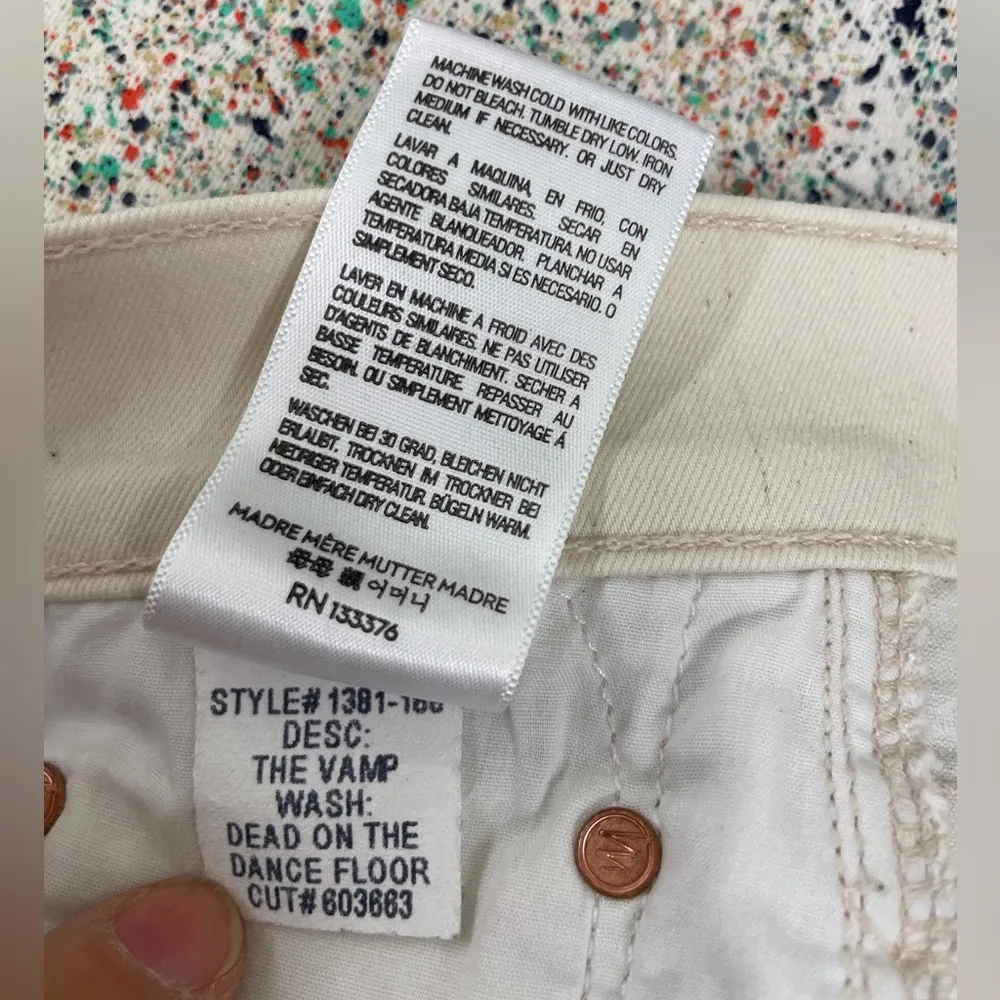 MACHINE WASH COLD WITH LIKE COLORS.
DO NOT BLEACH. TUMBLE DRY LOW. IRON
MEDIUM IF NECESSARY. OR JUST DRY
CLEAN.
LAVAR A MAQUINA EN FRIO, CON
COLORES SIMILARES. SECAR EN
SECADORA BAJA TEMPERATURA. NO USAR
AGENTE BLANQUEADOR. PLANCHAR A
TEMPERATURA MEDIA SI ES NECESARIO. O
SIMPLEMENT SECO.
LAVER EN MACHINE A FROID AVEC DES
COULEURS SIMILAIRES. NE PAS UTILISER
D'AGENTS DE BLANCHIMENT. SECHER A
BASSE TEMPERATURE. REPASSER AU
BESOIN. OU SIMPLEMENT METTOYAGE À
SEC.
WASCHEN BEI 30 GRAD, BLEICHEN NICHT
ERLAUBT, TROCKNEN IM TROCKNER BEI
NIEDRIGER TEMPERATUR. BÜGELN WARM.
ODER EINFACH DRY CLEAN.
MADRE MÈRE MUTTER MADRE
어머니
RN 133376
STYLE# 1381-
DESC:
THE VAMP
WASH:
DEAD ON THE
DANCE FLOOR
CUT# 603663
M